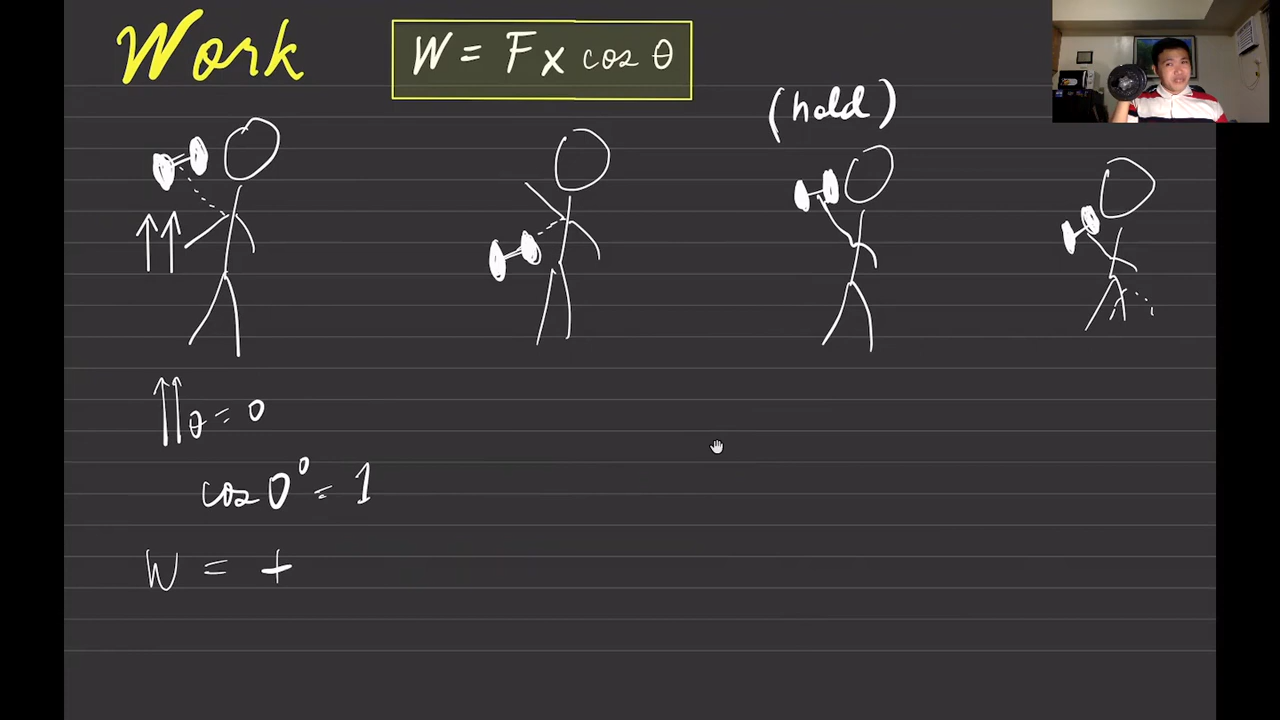 Work
W = Fx cos θ
(hold)
θ = 0
cos 0° = 1
W = +